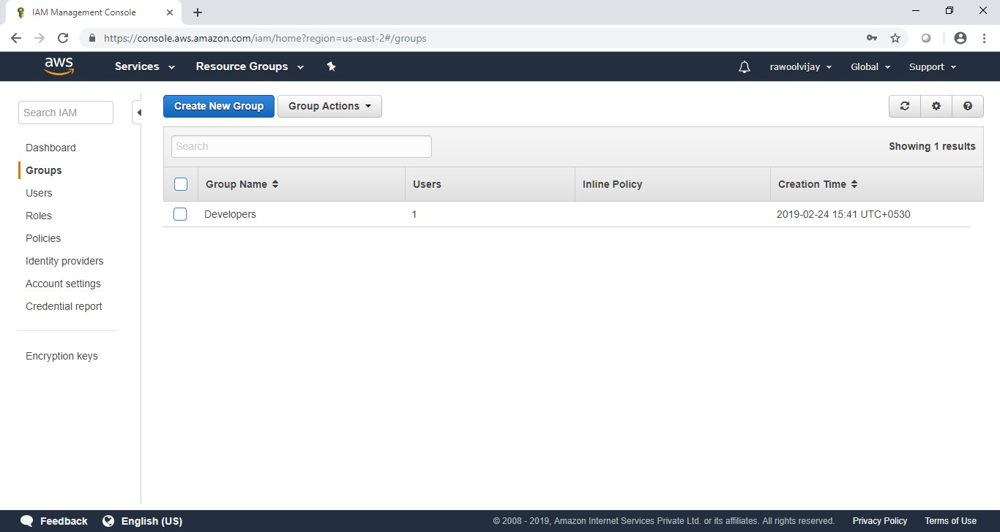 IAM Management Console
https://console.aws.amazon.com/iam/home?region=us-east-2#/groups
aws Services Resource Groups rawoolvijay Global Support
Search IAM
Dashboard
Groups
Users
Roles
Policies
Identity providers
Account settings
Credential report
Encryption keys
Create New Group Group Actions
Search Showing 1 results
Group Name Users Inline Policy Creation Time
Developers 1 2019-02-24 15:41 UTC+0530
Feedback English (US) © 2008 - 2019, Amazon Internet Services Private Ltd. or its affiliates. All rights reserved. Privacy Policy Terms of Use